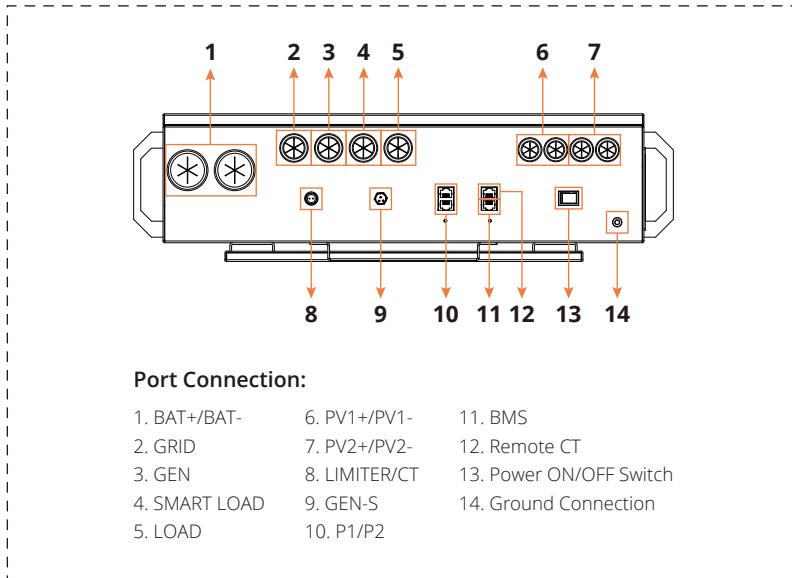 1 2 3 4 5 6 7
8 9 10 11 12 13 14
Port Connection:
1. BAT+/BAT-
2. GRID
3. GEN
4. SMART LOAD
5. LOAD
6. PV1+/PV1-
7. PV2+/PV2-
8. LIMITER/CT
9. GEN-S
10. P1/P2
11. BMS
12. Remote CT
13. Power ON/OFF Switch
14. Ground Connection